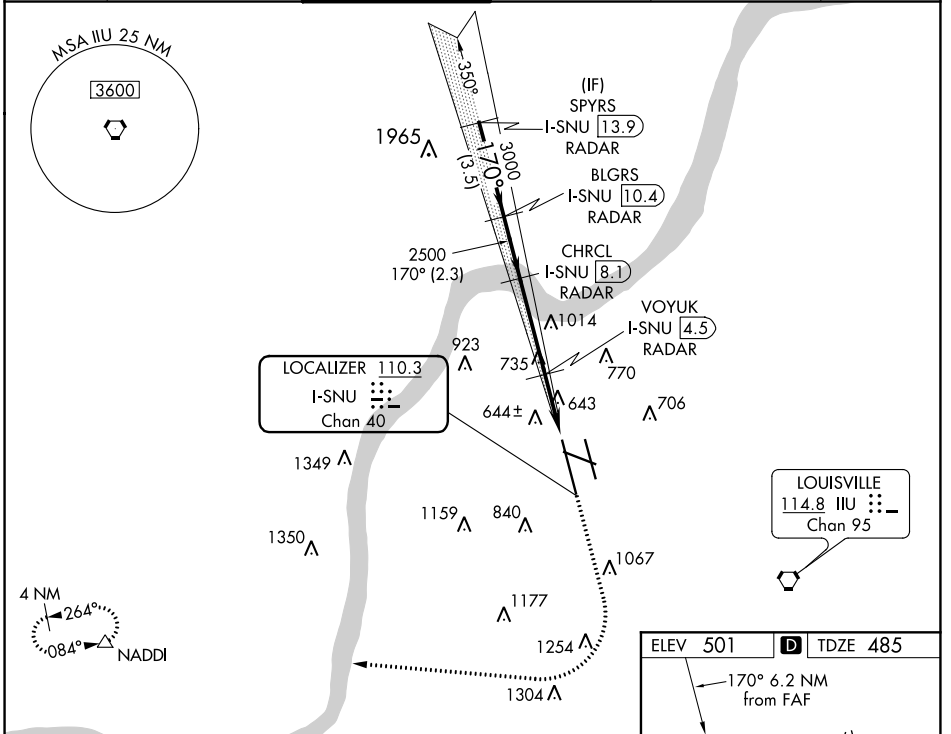 MSA IIU 25 NM
3600
350°
(IF)
SPYRS
I-SNU 13.9
RADAR
1965
170°
3000
(3.5)
BLGRS
I-SNU 10.4
RADAR
2500
170° (2.3)
CHRCL
I-SNU 8.1
RADAR
1014
VOYUK
I-SNU 4.5
RADAR
923
735
770
LOCALIZER 110.3
I-SNU
Chan 40
644±
643
706
1349
LOUISVILLE
114.8 IIU
Chan 95
1159
840
1350
1067
4 NM
264°
084°
NADDI
1177
1254
1304
ELEV 501 D TDZE 485
170° 6.2 NM
from FAF